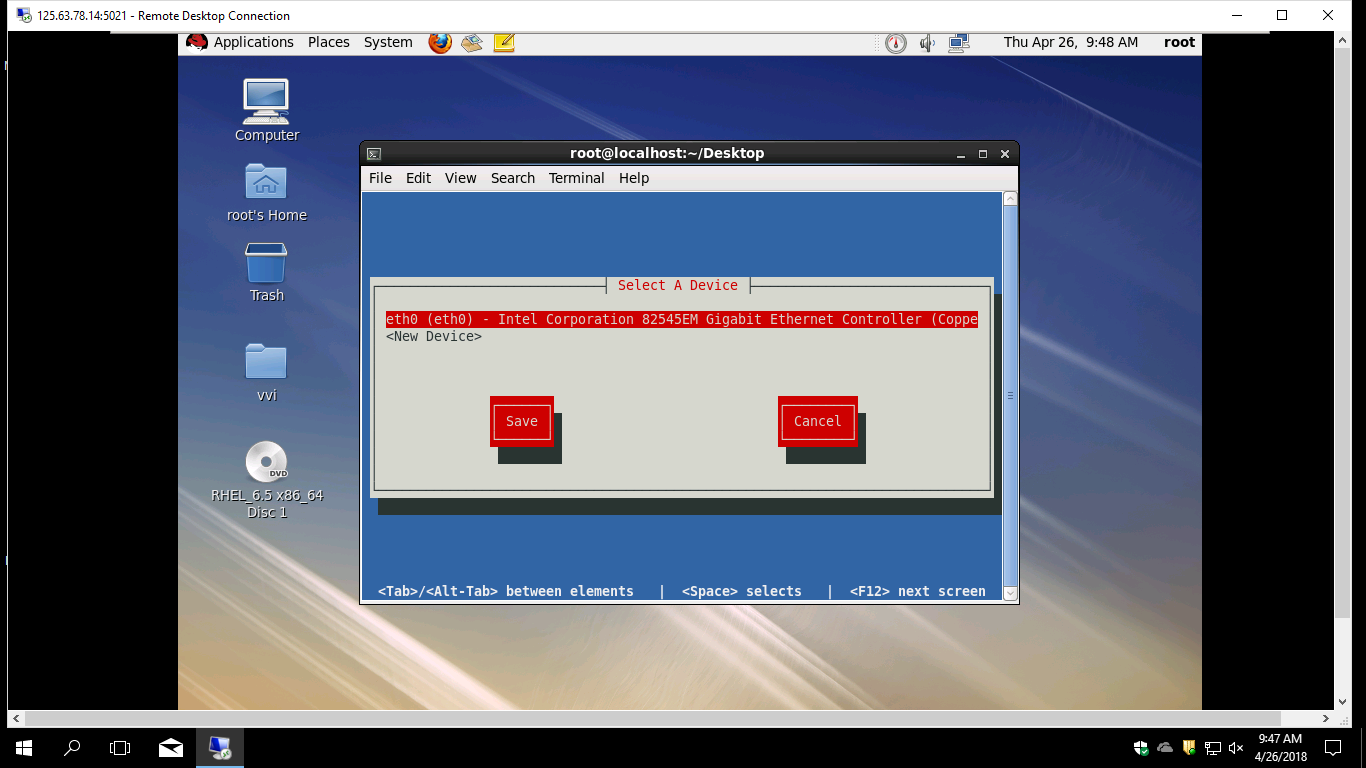 125.63.78.14:5021 - Remote Desktop Connection
Applications Places System Thu Apr 26, 9:48 AM root
Computer
root's Home
Trash
vvi
DVD
RHEL_6.5 x86_64
Disc 1
root@localhost:~/Desktop
File Edit View Search Terminal Help
Select A Device
eth0 (eth0) - Intel Corporation 82545EM Gigabit Ethernet Controller (Coppe
<New Device>
Save Cancel
<Tab>/<Alt-Tab> between elements | <Space> selects | <F12> next screen
9:47 AM
4/26/2018